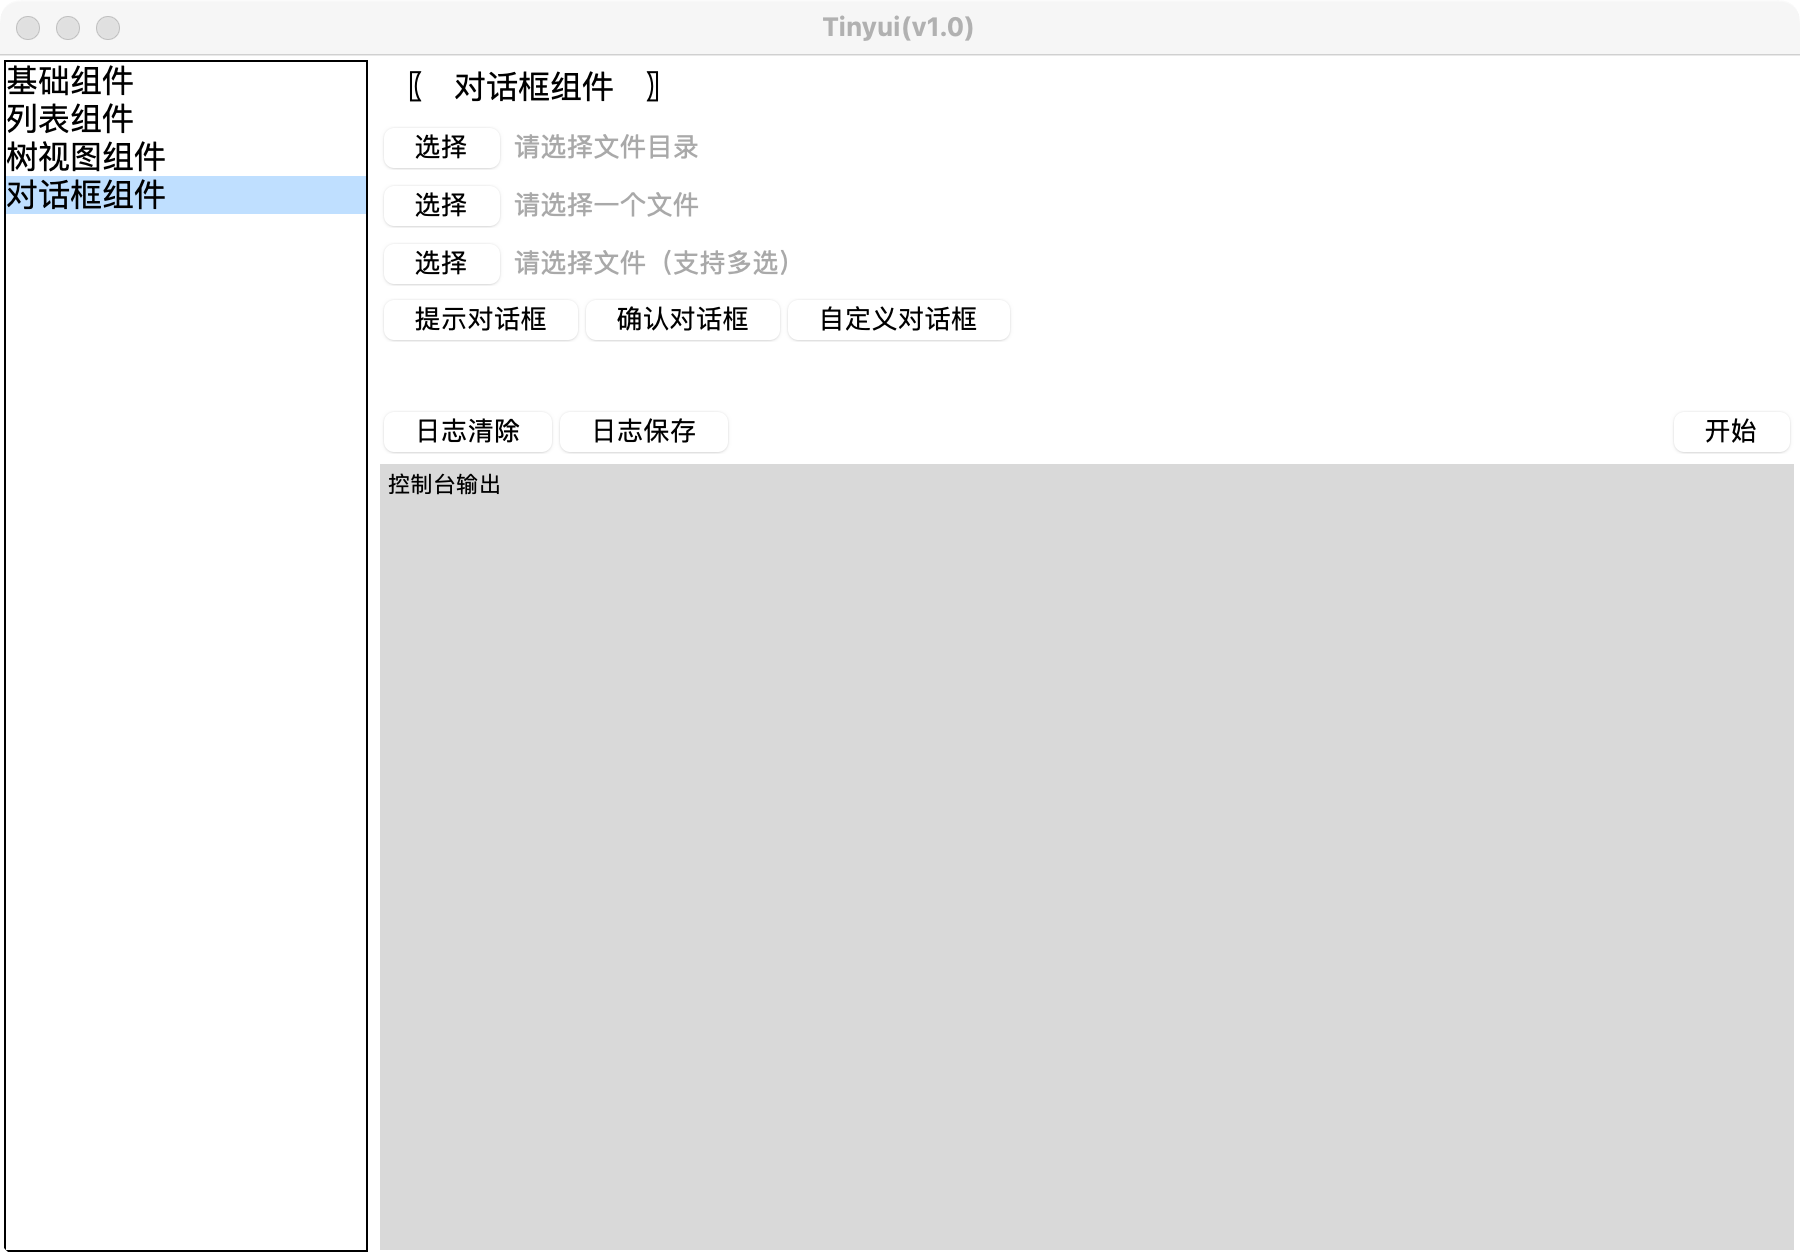 Tinyui(v1.0)
基础组件
列表组件
树视图组件
对话框组件
〖 对话框组件 〗
选择 请选择文件目录
选择 请选择一个文件
选择 请选择文件（支持多选）
提示对话框 确认对话框 自定义对话框
日志清除 日志保存 开始
控制台输出